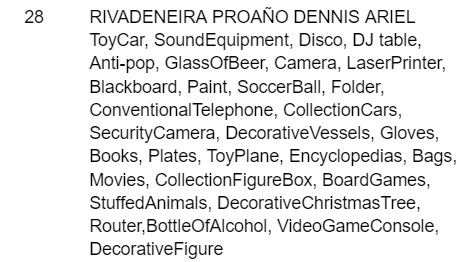 28 RIVADENEIRA PROAÑO DENNIS ARIEL
ToyCar, SoundEquipment, Disco, DJ table,
Anti-pop, GlassOfBeer, Camera, LaserPrinter,
Blackboard, Paint, SoccerBall, Folder,
ConventionalTelephone, CollectionCars,
SecurityCamera, DecorativeVessels, Gloves,
Books, Plates, ToyPlane, Encyclopedias, Bags,
Movies, CollectionFigureBox, BoardGames,
StuffedAnimals, DecorativeChristmasTree,
Router,BottleOfAlcohol, VideoGameConsole,
DecorativeFigure